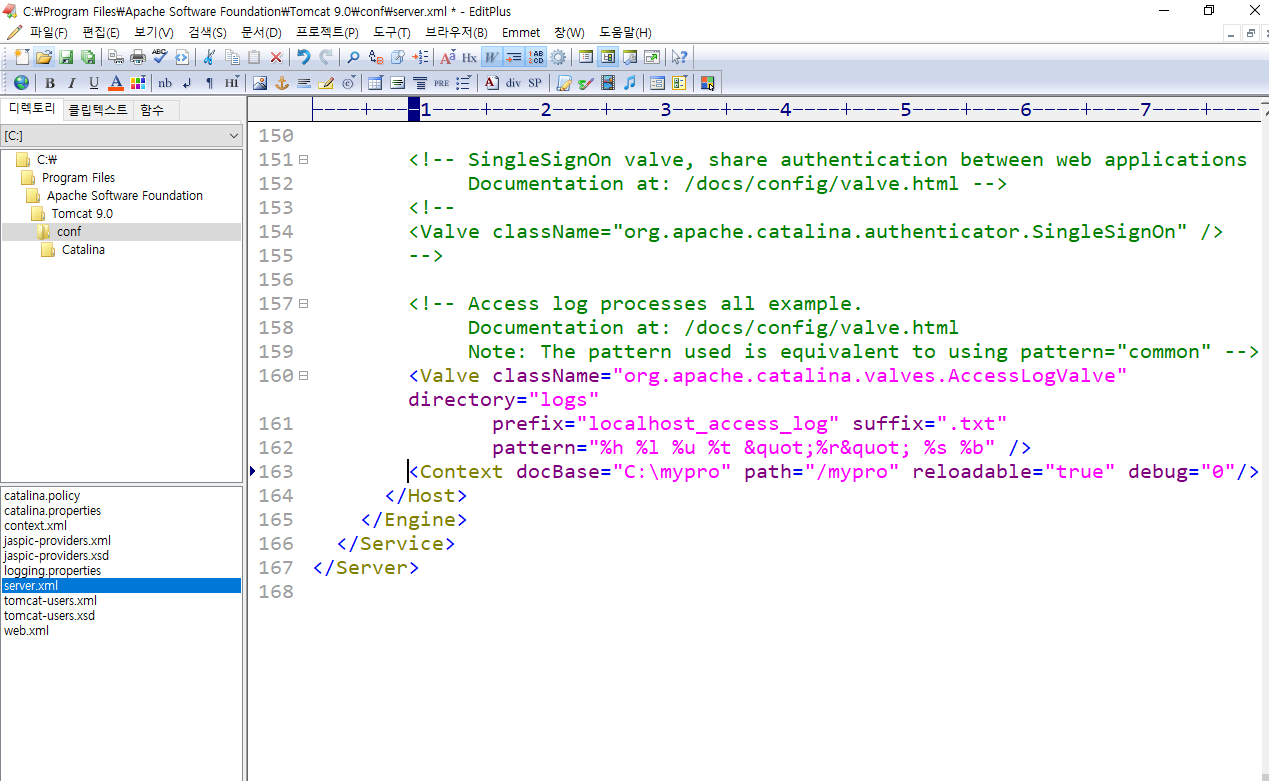 C:₩Program Files₩Apache Software Foundation₩Tomcat 9.0₩conf₩server.xml * - EditPlus
파일(F) 편집(E) 보기(V) 검색(S) 문서(D) 프로젝트(P) 도구(T) 브라우저(B) Emmet 창(W) 도움말(H)
Hx W
B I U A nb ¶ HI PRE A div SP
디렉토리 클립텍스트 함수
[C:]
C:₩
Program Files
Apache Software Foundation
Tomcat 9.0
conf
Catalina
catalina.policy
catalina.properties
context.xml
jaspic-providers.xml
jaspic-providers.xsd
logging.properties
server.xml
tomcat-users.xml
tomcat-users.xsd
web.xml
----+----1----+----2----+----3----+----4----+----5----+----6----+----7----+----
150
151 <!-- SingleSignOn valve, share authentication between web applications
152 Documentation at: /docs/config/valve.html -->
153 <!--
154 <Valve className="org.apache.catalina.authenticator.SingleSignOn" />
155 -->
156
157 <!-- Access log processes all example.
158 Documentation at: /docs/config/valve.html
159 Note: The pattern used is equivalent to using pattern="common" -->
160 <Valve className="org.apache.catalina.valves.AccessLogValve"
directory="logs"
161 prefix="localhost_access_log" suffix=".txt"
162 pattern="%h %l %u %t &quot;%r&quot; %s %b" />
163 <Context docBase="C:\mypro" path="/mypro" reloadable="true" debug="0"/>
164 </Host>
165 </Engine>
166 </Service>
167 </Server>
168